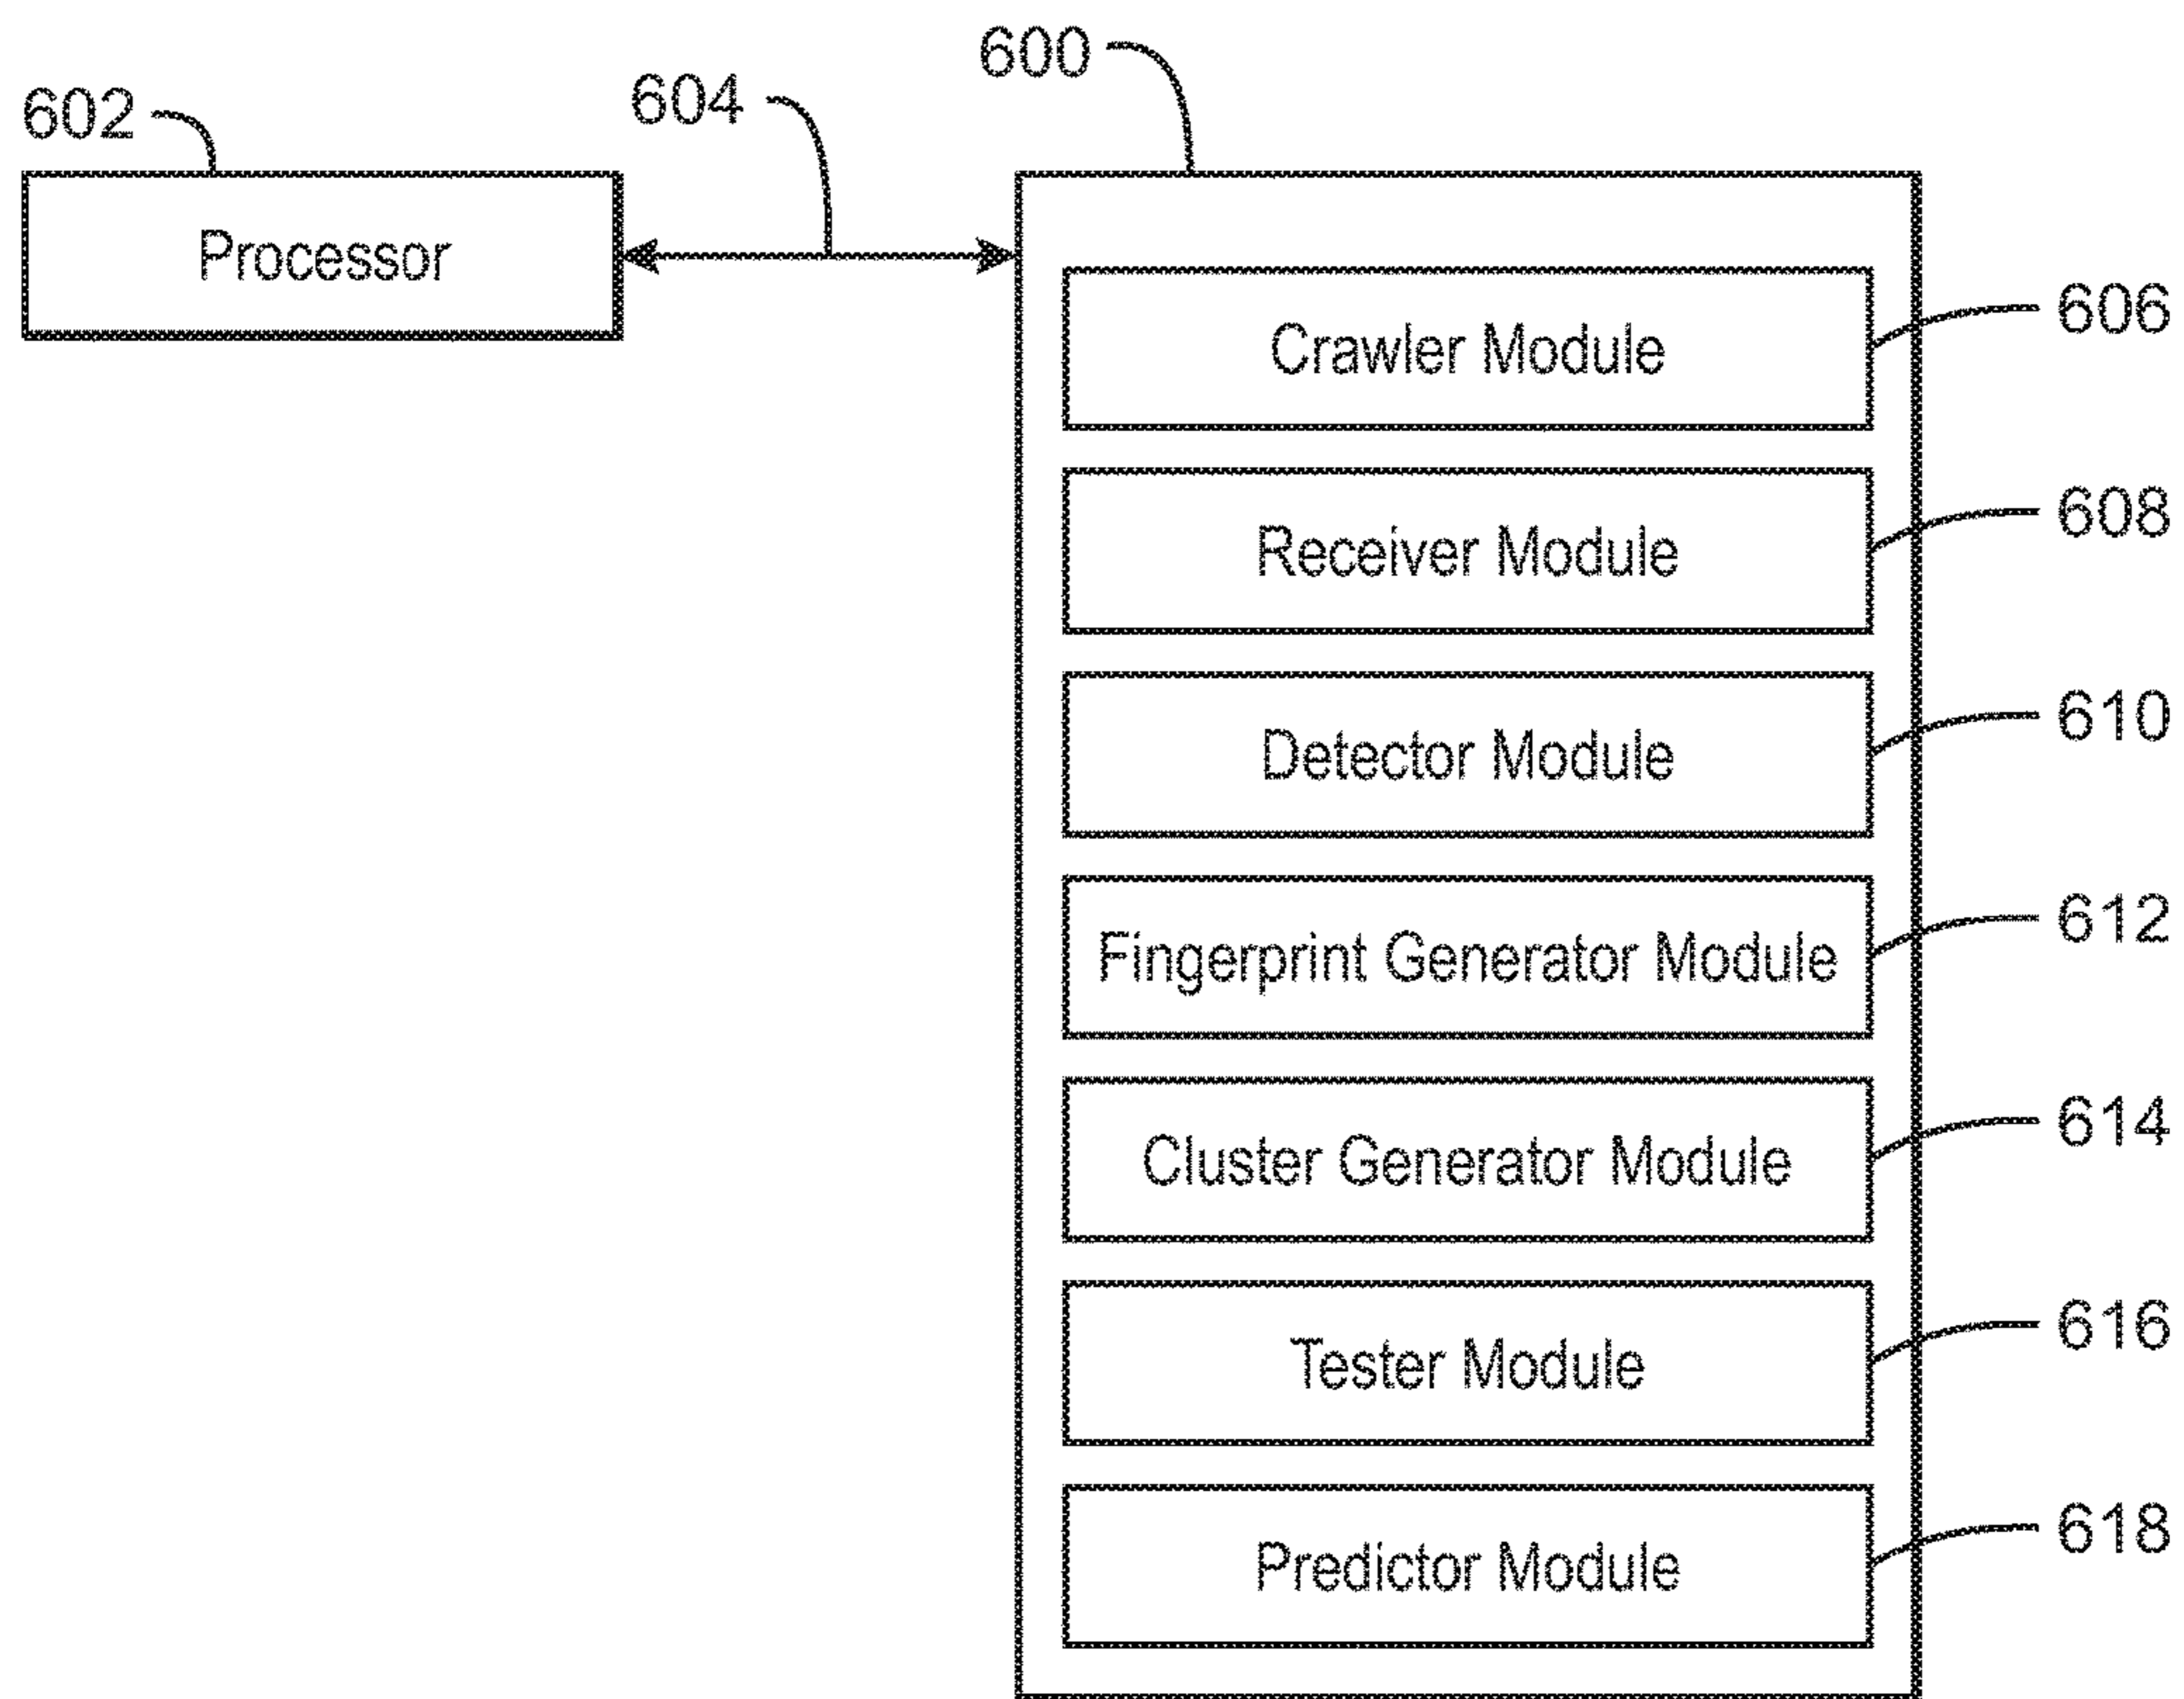 600
602
604
Processor
Crawler Module
606
Receiver Module
608
Detector Module
610
Fingerprint Generator Module
612
Cluster Generator Module
614
Tester Module
616
Predictor Module
618